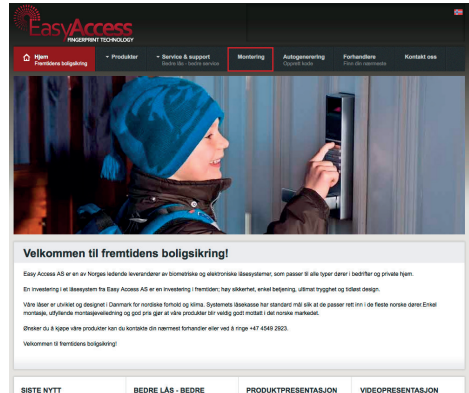 EasyAccess
FINGERPRINT TECHNOLOGY
Hjem
Fremtidens boligsikring
Produkter
Service & support
Bedre lås - bedre service
Montering
Autogenerering
Opprett kode
Forhandlere
Finn din nærmeste
Kontakt oss
Velkommen til fremtidens boligsikring!
Easy Access AS er en av Norges ledende leverandører av biometriske og elektroniske låsesystemer, som passer til alle typer dører i bedrifter og private hjem.
En investering i et låsesystem fra Easy Access AS er en investering i fremtiden; høy sikkerhet, enkel betjening, ultimat trygghet og tidløst design.
Våre låser er utviklet og designet i Danmark for nordiske forhold og klima. Systemets låsekasse har standard mål slik at de passer rett inn i de fleste norske dører.Enkel
montasje, utfyllende montasjeveiledning og god pris gjør at våre produkter blir veldig godt mottatt i det norske markedet.
Ønsker du å kjøpe våre produkter kan du kontakte din nærmest forhandler eller ved å ringe +47 4549 2923.
Velkommen til fremtidens boligsikring!
SISTE NYTT
BEDRE LÅS - BEDRE
PRODUKTPRESENTASJON
VIDEOPRESENTASJON